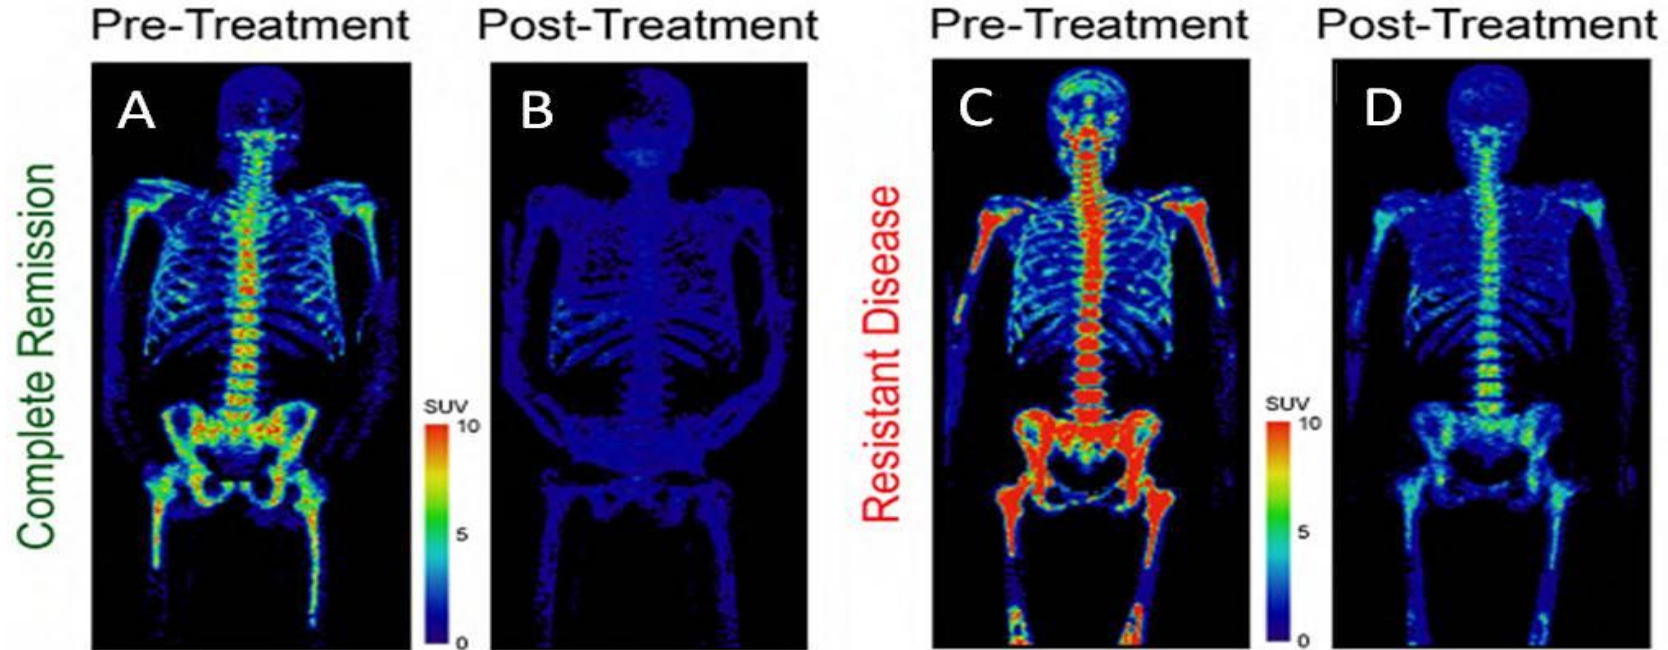 Pre-Treatment
Post-Treatment
Pre-Treatment
Post-Treatment
Complete Remission
A
B
SUV
10
5
0
Resistant Disease
C
D
SUV
10
5
0